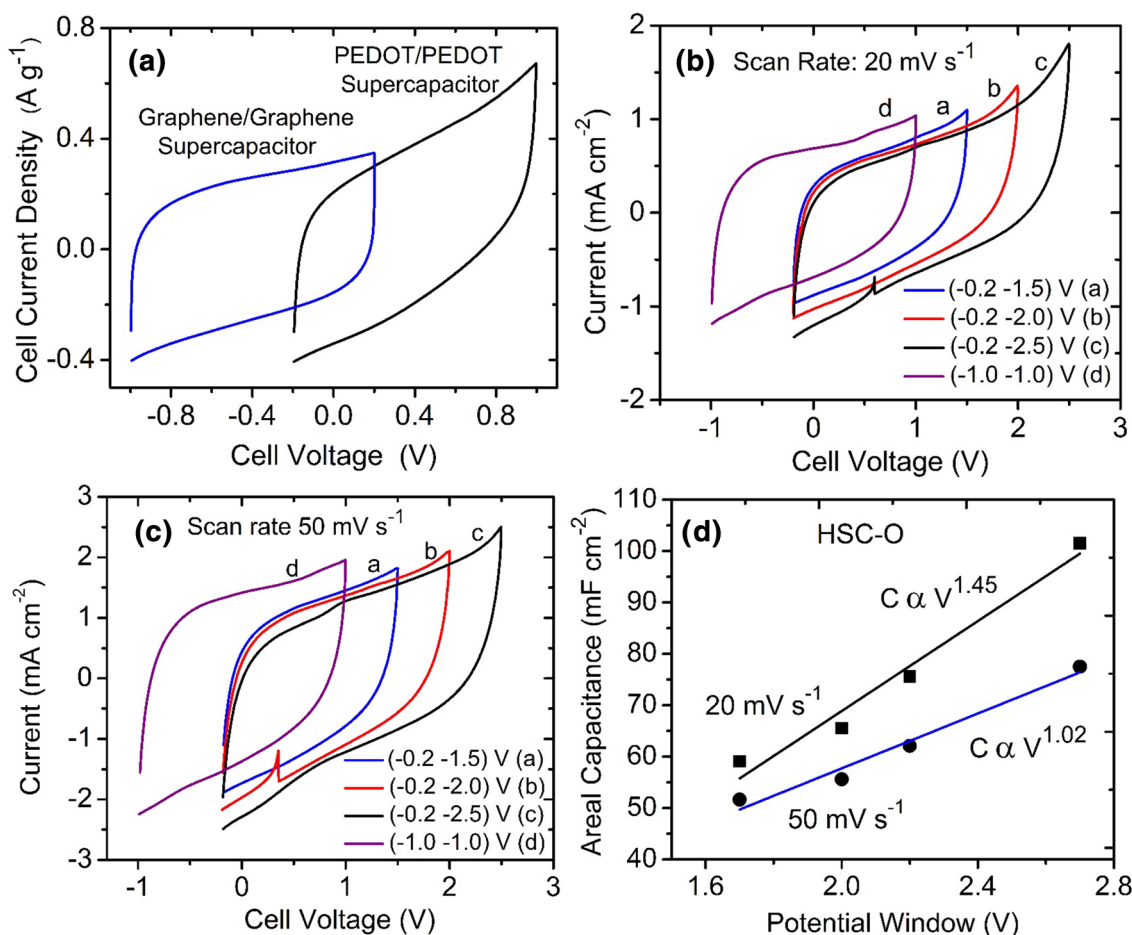 (a)
PEDOT/PEDOT
Supercapacitor
Graphene/Graphene
Supercapacitor
0.8
0.4
0.0
-0.4
-0.8 -0.4 0.0 0.4 0.8
Cell Current Density (A g⁻¹)
Cell Voltage (V)
(b)
Scan Rate: 20 mV s⁻¹
c
b
a
d
2
1
0
-1
-2
-1 0 1 2 3
Current (mA cm⁻²)
(-0.2 -1.5) V (a)
(-0.2 -2.0) V (b)
(-0.2 -2.5) V (c)
(-1.0 -1.0) V (d)
Cell Voltage (V)
(c)
Scan rate 50 mV s⁻¹
c
b
a
d
3
2
1
0
-1
-2
-3
-1 0 1 2 3
Current (mA cm⁻²)
(-0.2 -1.5) V (a)
(-0.2 -2.0) V (b)
(-0.2 -2.5) V (c)
(-1.0 -1.0) V (d)
Cell Voltage (V)
(d)
HSC-O
C α V¹·⁴⁵
20 mV s⁻¹
C α V¹·⁰²
50 mV s⁻¹
110
100
90
80
70
60
50
40
1.6 2.0 2.4 2.8
Areal Capacitance (mF cm⁻²)
Potential Window (V)